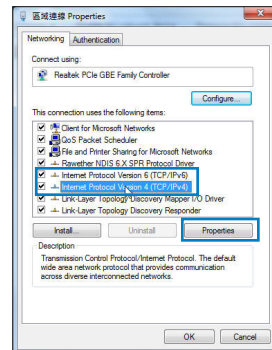 區域連線 Properties
Networking Authentication
Connect using:
Realtek PCIe GBE Family Controller
Configure...
This connection uses the following items:
Client for Microsoft Networks
QoS Packet Scheduler
File and Printer Sharing for Microsoft Networks
Rawether NDIS 6.X SPR Protocol Driver
Internet Protocol Version 6 (TCP/IPv6)
Internet Protocol Version 4 (TCP/IPv4)
Link-Layer Topology Discovery Mapper I/O Driver
Link-Layer Topology Discovery Responder
Install... Uninstall Properties
Description
Transmission Control Protocol/Internet Protocol. The default
wide area network protocol that provides communication
across diverse interconnected networks.
OK Cancel